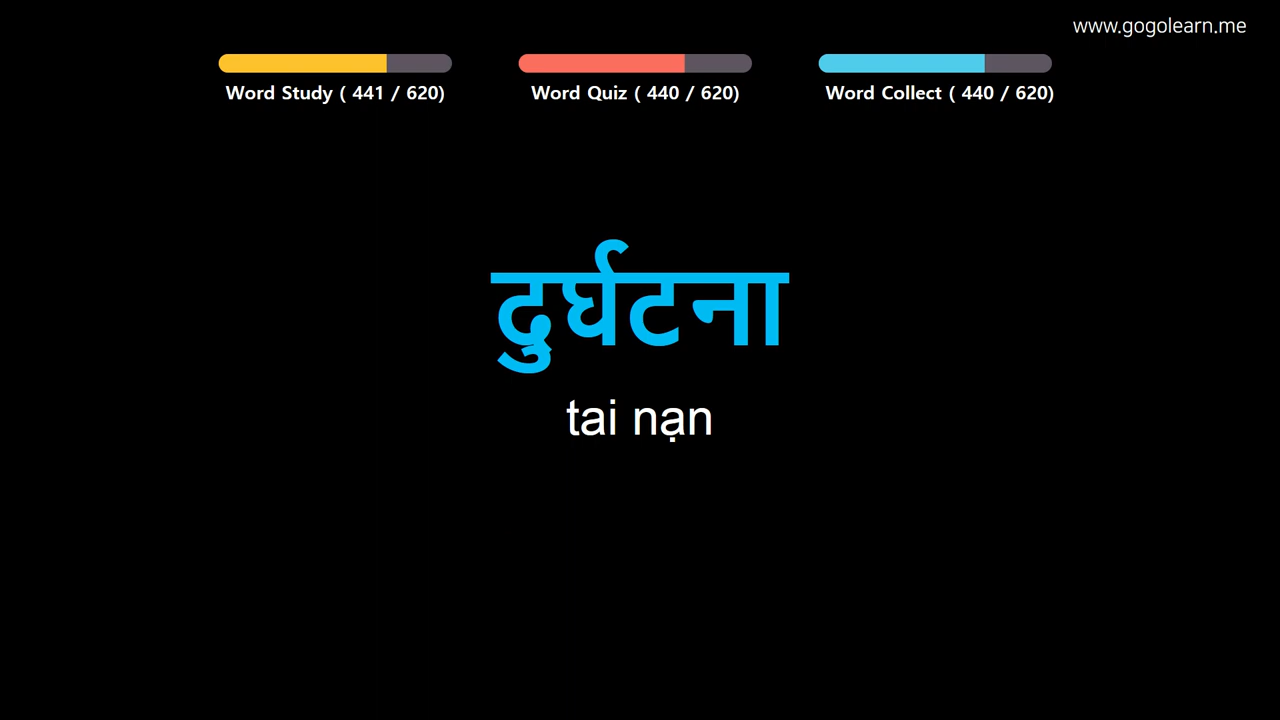 www.gogolearn.me
Word Study ( 441 / 620)
Word Quiz ( 440 / 620)
Word Collect ( 440 / 620)
दुर्घटना
tai nạn